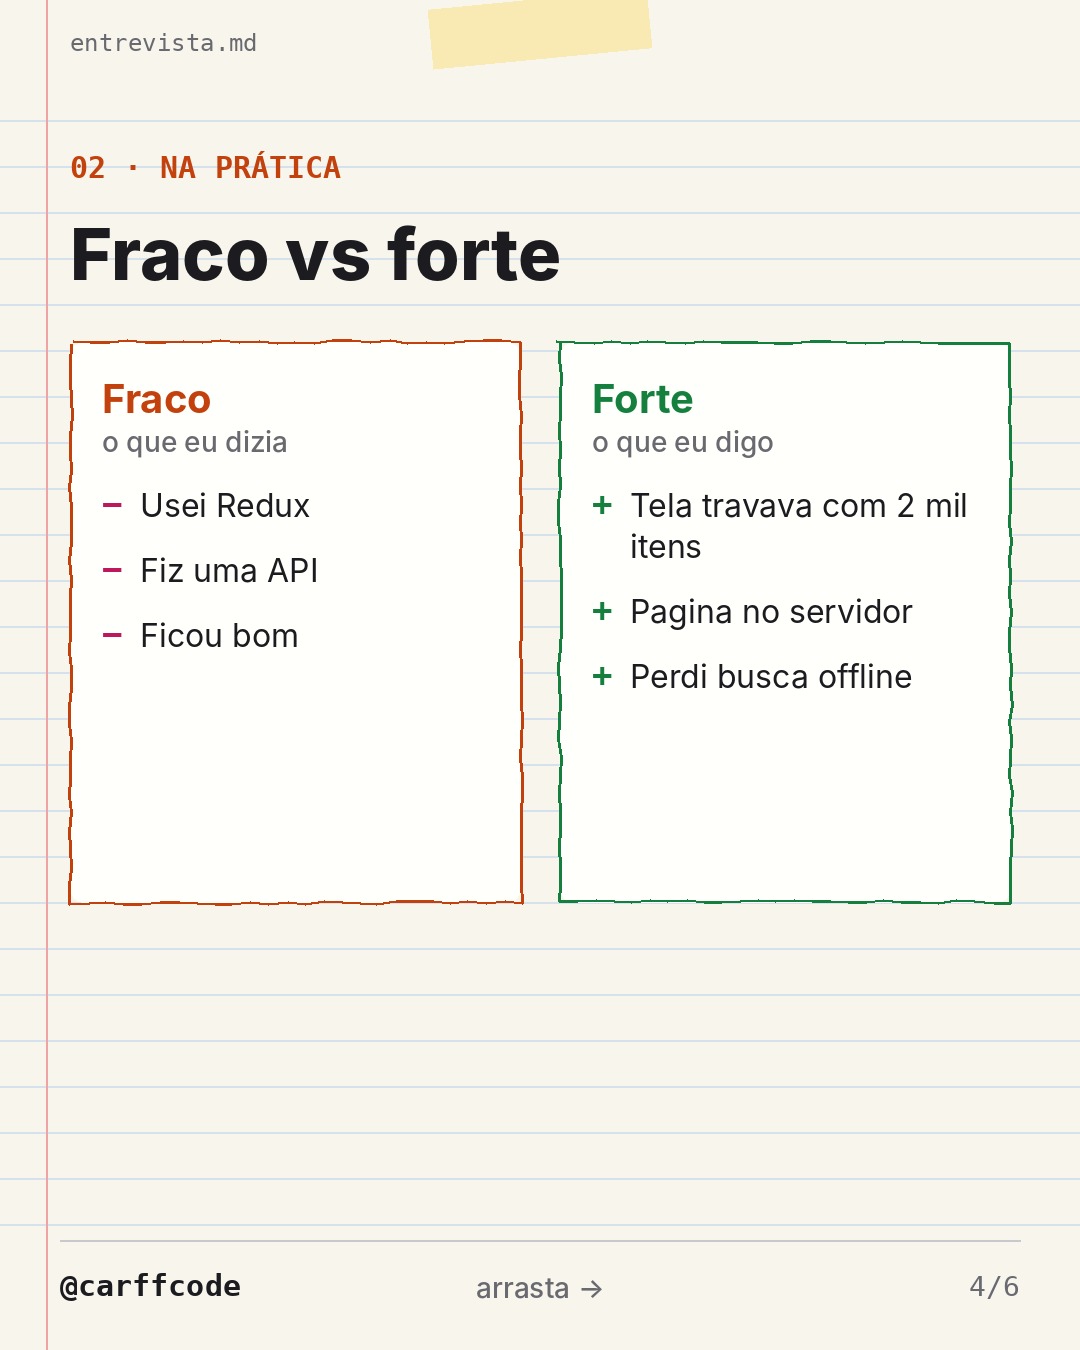 entrevista.md
02 · NA PRÁTICA
Fraco vs forte
Fraco
o que eu dizia
– Usei Redux
– Fiz uma API
– Ficou bom
Forte
o que eu digo
+ Tela travava com 2 mil
itens
+ Pagina no servidor
+ Perdi busca offline
@carffcode
arrasta →
4/6